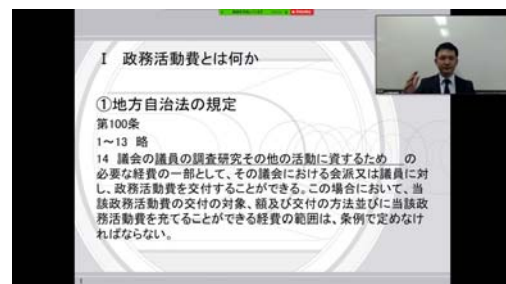 I 政務活動費とは何か
①地方自治法の規定
第100条
1～13 略
14 議会の議員の調査研究その他の活動に資するため の
必要な経費の一部として、その議会における会派又は議員に対
し、政務活動費を交付することができる。この場合において、当
該政務活動費の交付の対象、額及び交付の方法並びに当該政
務活動費を充てることができる経費の範囲は、条例で定めなけ
ればならない。